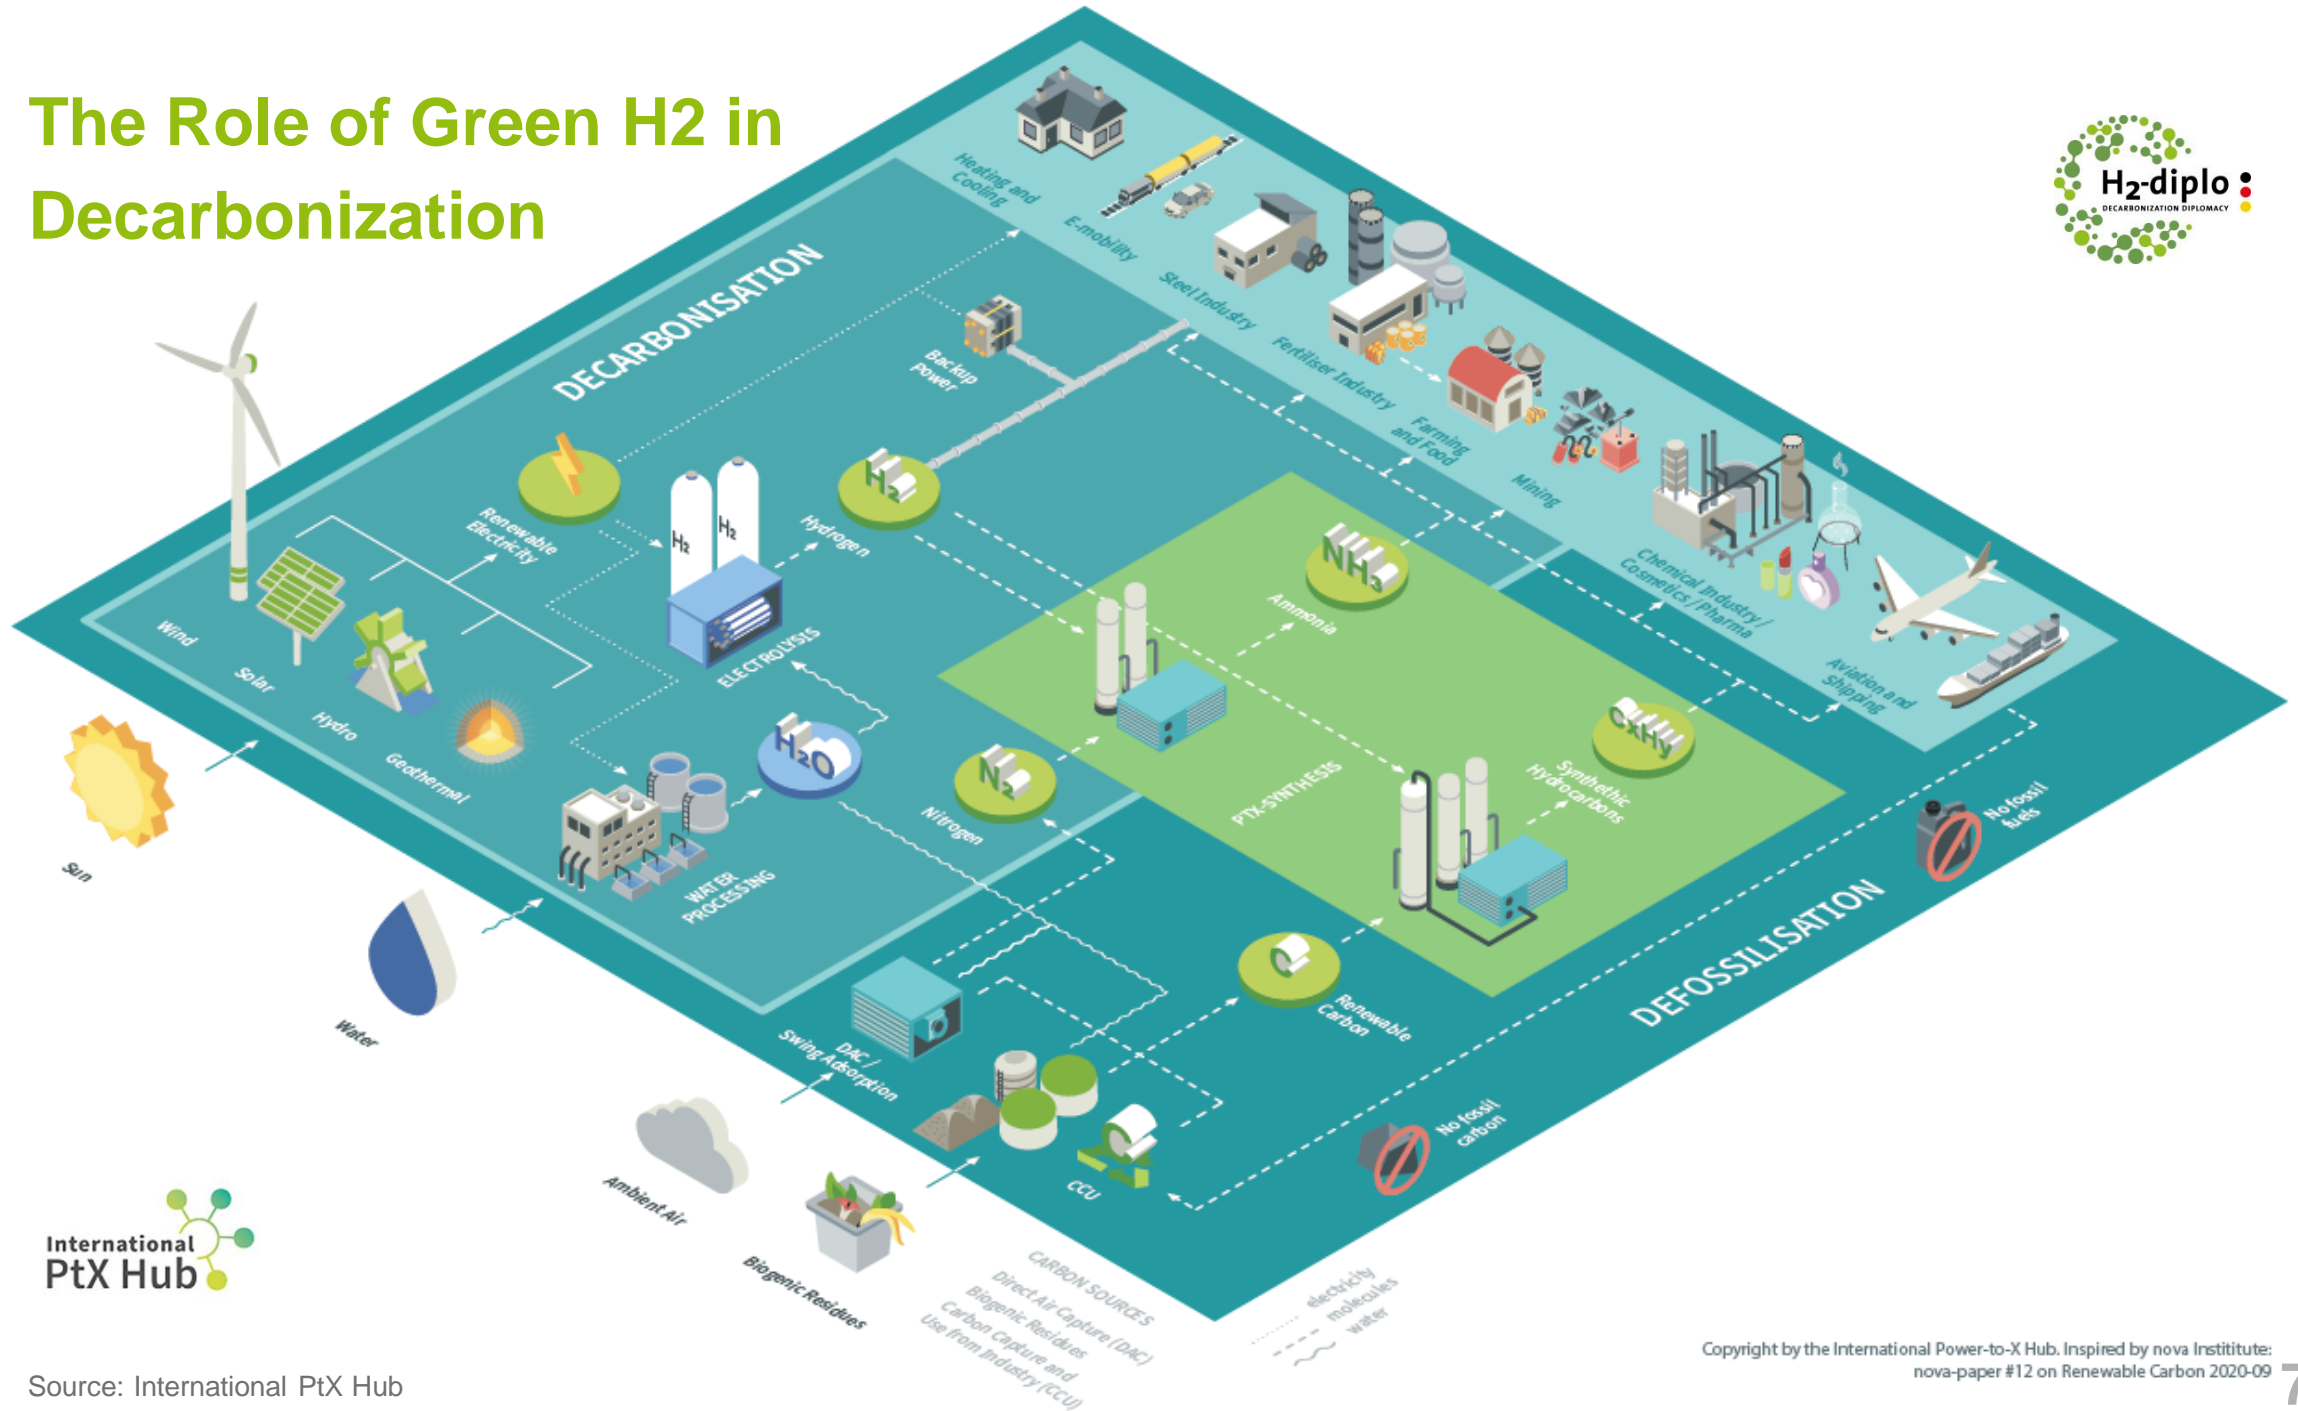 The Role of Green H2 in
Decarbonization
H2-diplo
DECARBONIZATION DIPLOMACY
DECARBONISATION
Heating and
Cooling
E-mobility
Steel Industry
Fertiliser Industry
Farming
and Food
Mining
Chemical Industry /
Cosmetics / Pharma
Aviation and
Shipping
Backup
power
Renewable
Electricity
H2
H2
H2
Hydrogen
ELECTROLYSIS
NH3
Ammonia
Wind
Solar
Hydro
Geothermal
H2O
N2
Nitrogen
WATER
PROCESSING
PTX-SYNTHESIS
CxHy
Synthethic
Hydrocarbons
C
Renewable
Carbon
No fossil
fuels
DEFOSSILISATION
No fossil
carbon
DAC /
Swing Adsorption
C
CCU
Sun
Water
Ambient Air
Biogenic Residues
CARBON SOURCES
Direct Air Capture (DAC)
Biogenic Residues
Carbon Capture and
Use from Industry (CCU)
electricity
molecules
water
International
PtX Hub
Source: International PtX Hub
Copyright by the International Power-to-X Hub. Inspired by nova Instititute:
nova-paper #12 on Renewable Carbon 2020-09
7